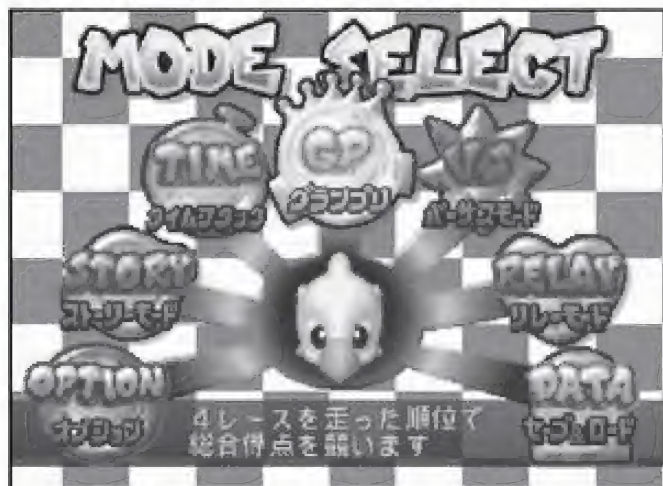 MODE SELECT
TIME
タイムアタック
GP
グランプリ
VS
バーサスモード
STORY
ストーリーモード
RELAY
リレーモード
OPTION
オプション
DATA
セーブ&ロード
4レースを走った順位で
総合得点を競います